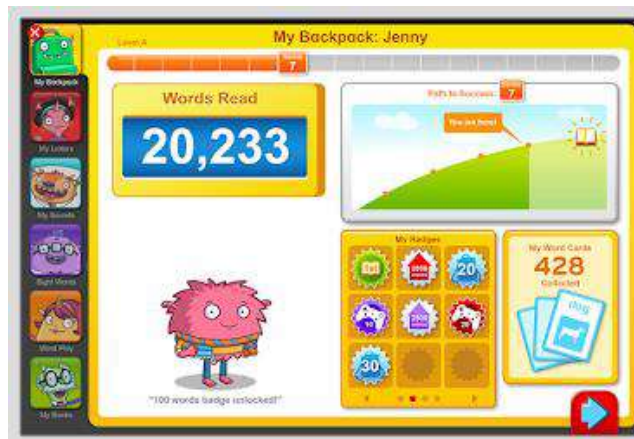 My Backpack: Jenny
Level A
7
My Backpack
Words Read
20,233
Path to Success
7
You are here!
My Letters
My Sounds
Sight Words
Word Play
My Books
My Badges
1st
20
10
30
My Word Cards
428
Collected
dog
"100 words badge unlocked!"